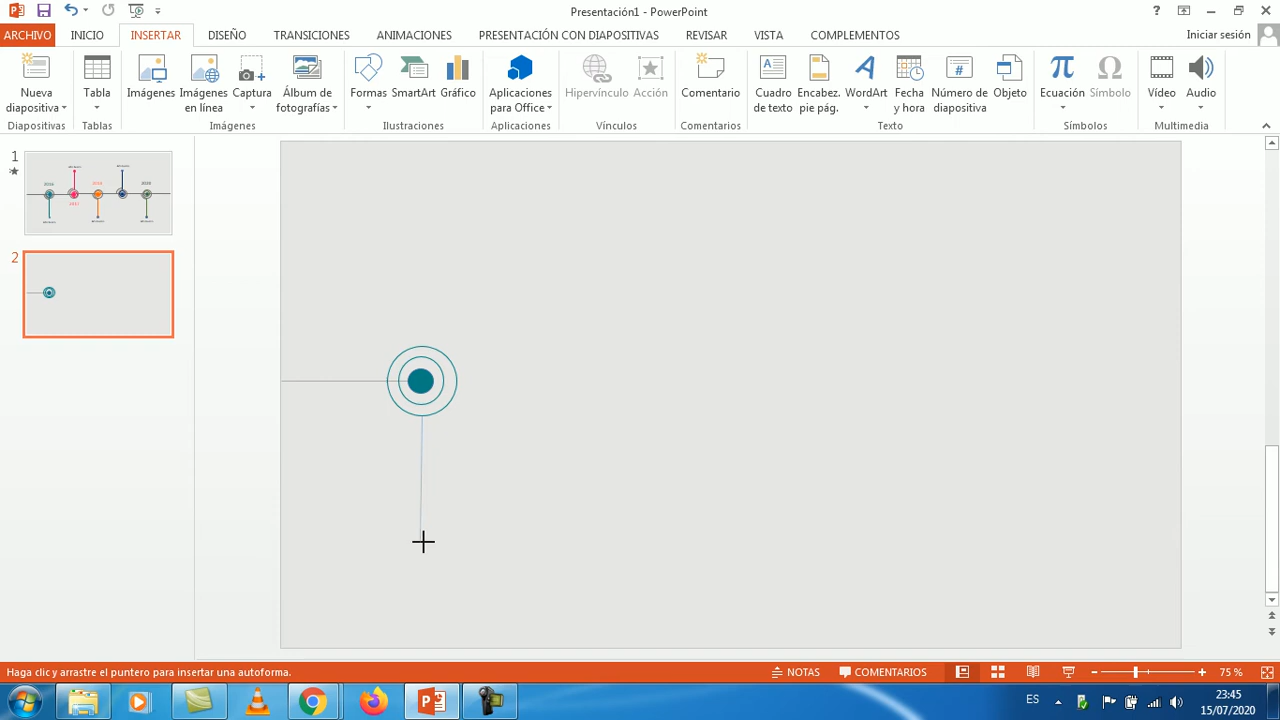 Presentación1 - PowerPoint
?
ARCHIVO INICIO INSERTAR DISEÑO TRANSICIONES ANIMACIONES PRESENTACIÓN CON DIAPOSITIVAS REVISAR VISTA COMPLEMENTOS Iniciar sesión
Nueva diapositiva
Tabla
Imágenes
Imágenes en línea
Captura
Álbum de fotografías
Formas
SmartArt
Gráfico
Aplicaciones para Office
Hipervínculo
Acción
Comentario
Cuadro de texto
Encabez. pie pág.
WordArt
Fecha y hora
Número de diapositiva
Objeto
Ecuación
Símbolo
Vídeo
Audio
Diapositivas Tablas Imágenes Ilustraciones Aplicaciones Vínculos Comentarios Texto Símbolos Multimedia
1
2
Haga clic y arrastre el puntero para insertar una autoforma.
NOTAS COMENTARIOS 75 %
ES
23:45
15/07/2020